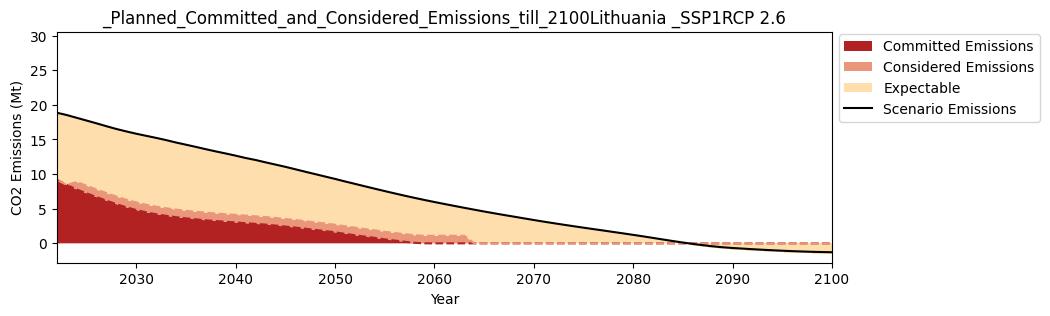 _Planned_Committed_and_Considered_Emissions_till_2100Lithuania _SSP1RCP 2.6
30
25
20
15
10
5
0
CO2 Emissions (Mt)
2030
2040
2050
2060
2070
2080
2090
2100
Year
Committed Emissions
Considered Emissions
Expectable
Scenario Emissions